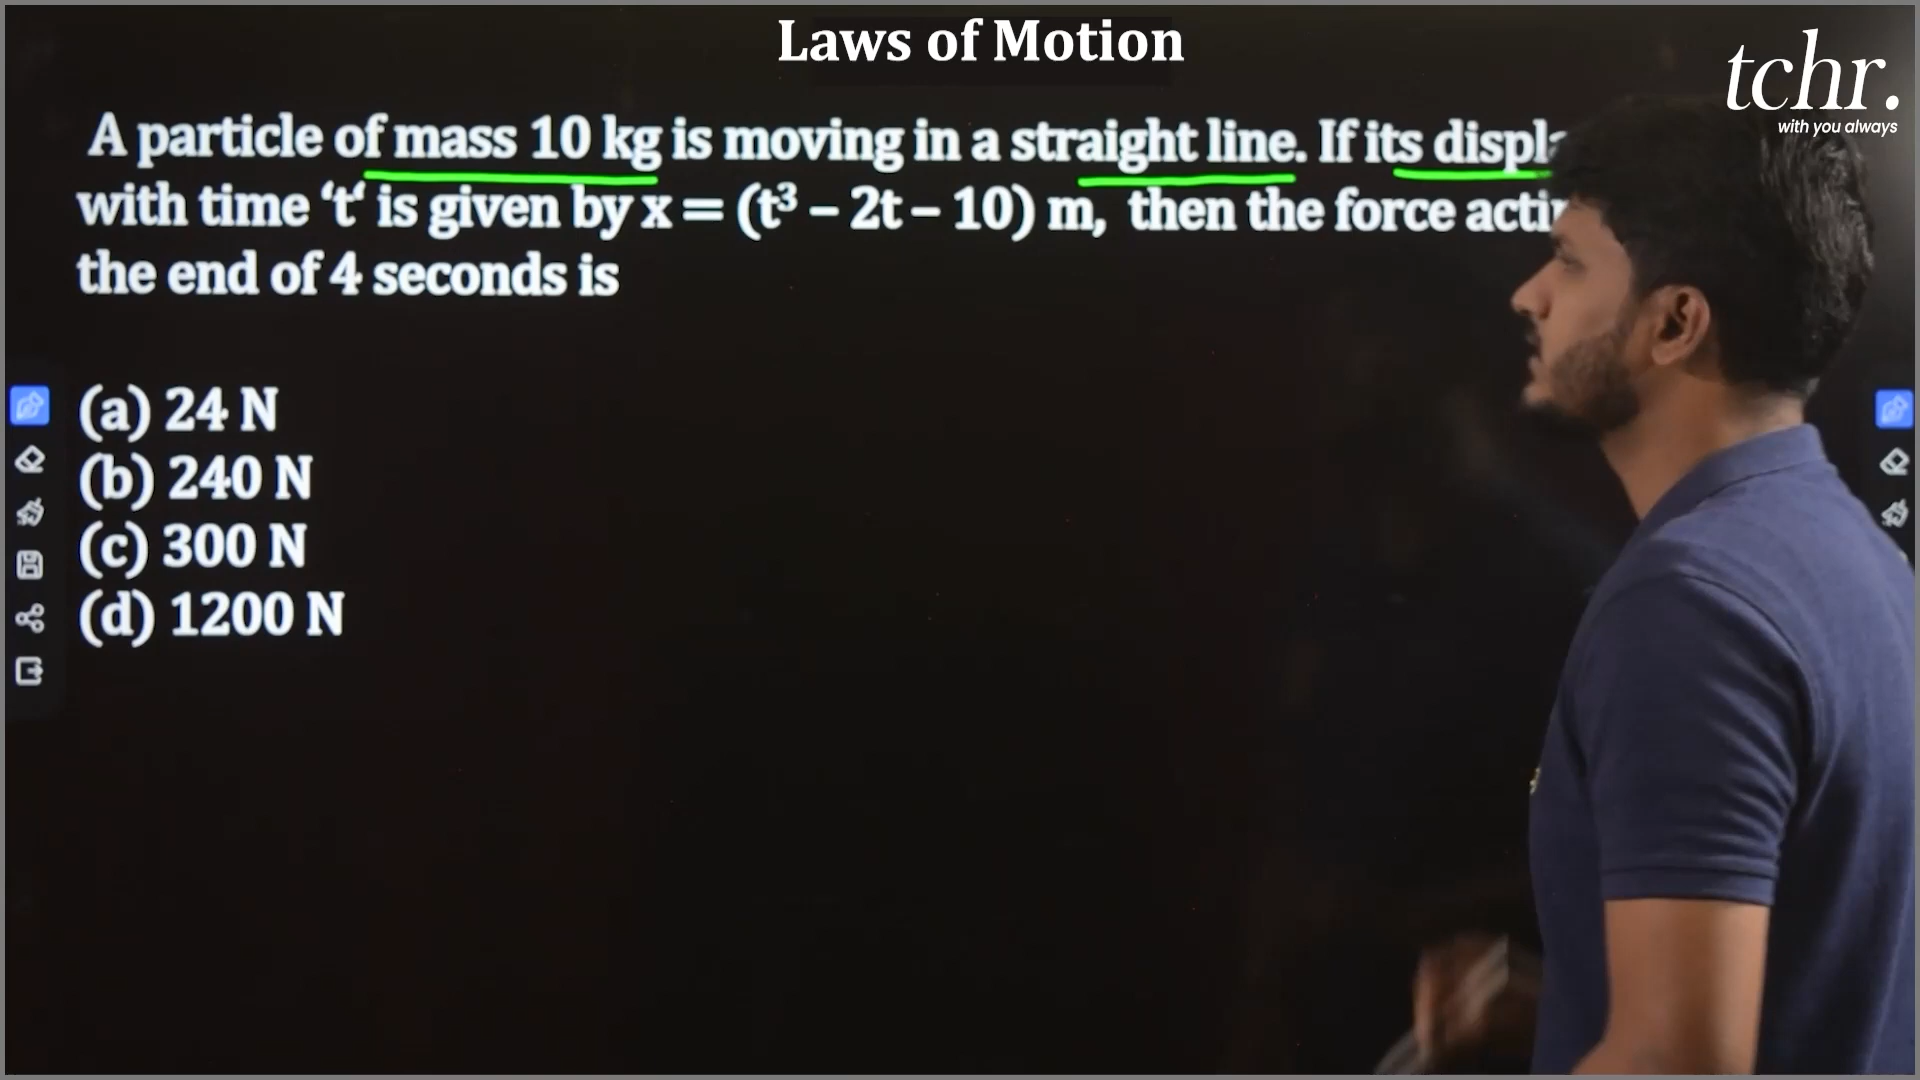 Laws of Motion
tchr.
with you always
A particle of mass 10 kg is moving in a straight line. If its
with time ‘t‘ is given by x = (t³ – 2t – 10) m, then the force
the end of 4 seconds is
(a) 24 N
(b) 240 N
(c) 300 N
(d) 1200 N